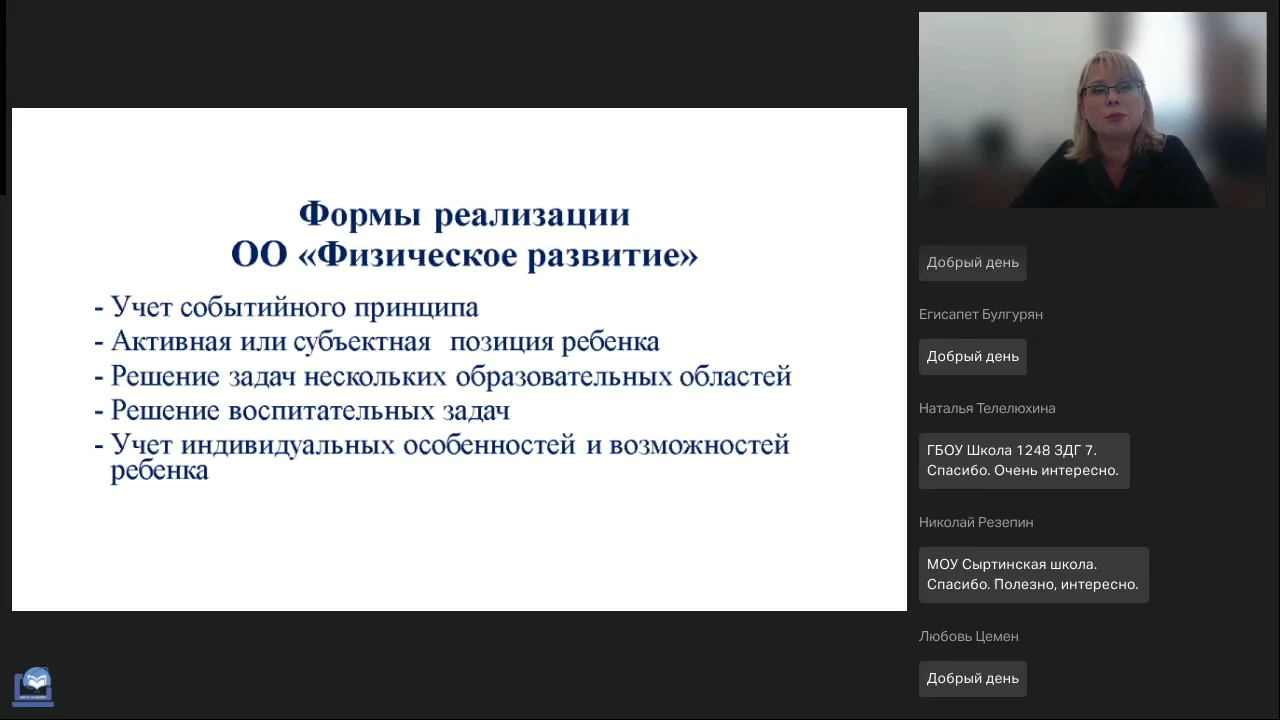 Формы реализации
ОО «Физическое развитие»
- Учет событийного принципа
- Активная или субъектная позиция ребенка
- Решение задач нескольких образовательных областей
- Решение воспитательных задач
- Учет индивидуальных особенностей и возможностей
ребенка
Добрый день
Егисапет Булгурян
Добрый день
Наталья Телелюхина
ГБОУ Школа 1248 ЗДГ 7.
Спасибо. Очень интересно.
Николай Резепин
МОУ Сыртинская школа.
Спасибо. Полезно, интересно.
Любовь Цемен
Добрый день